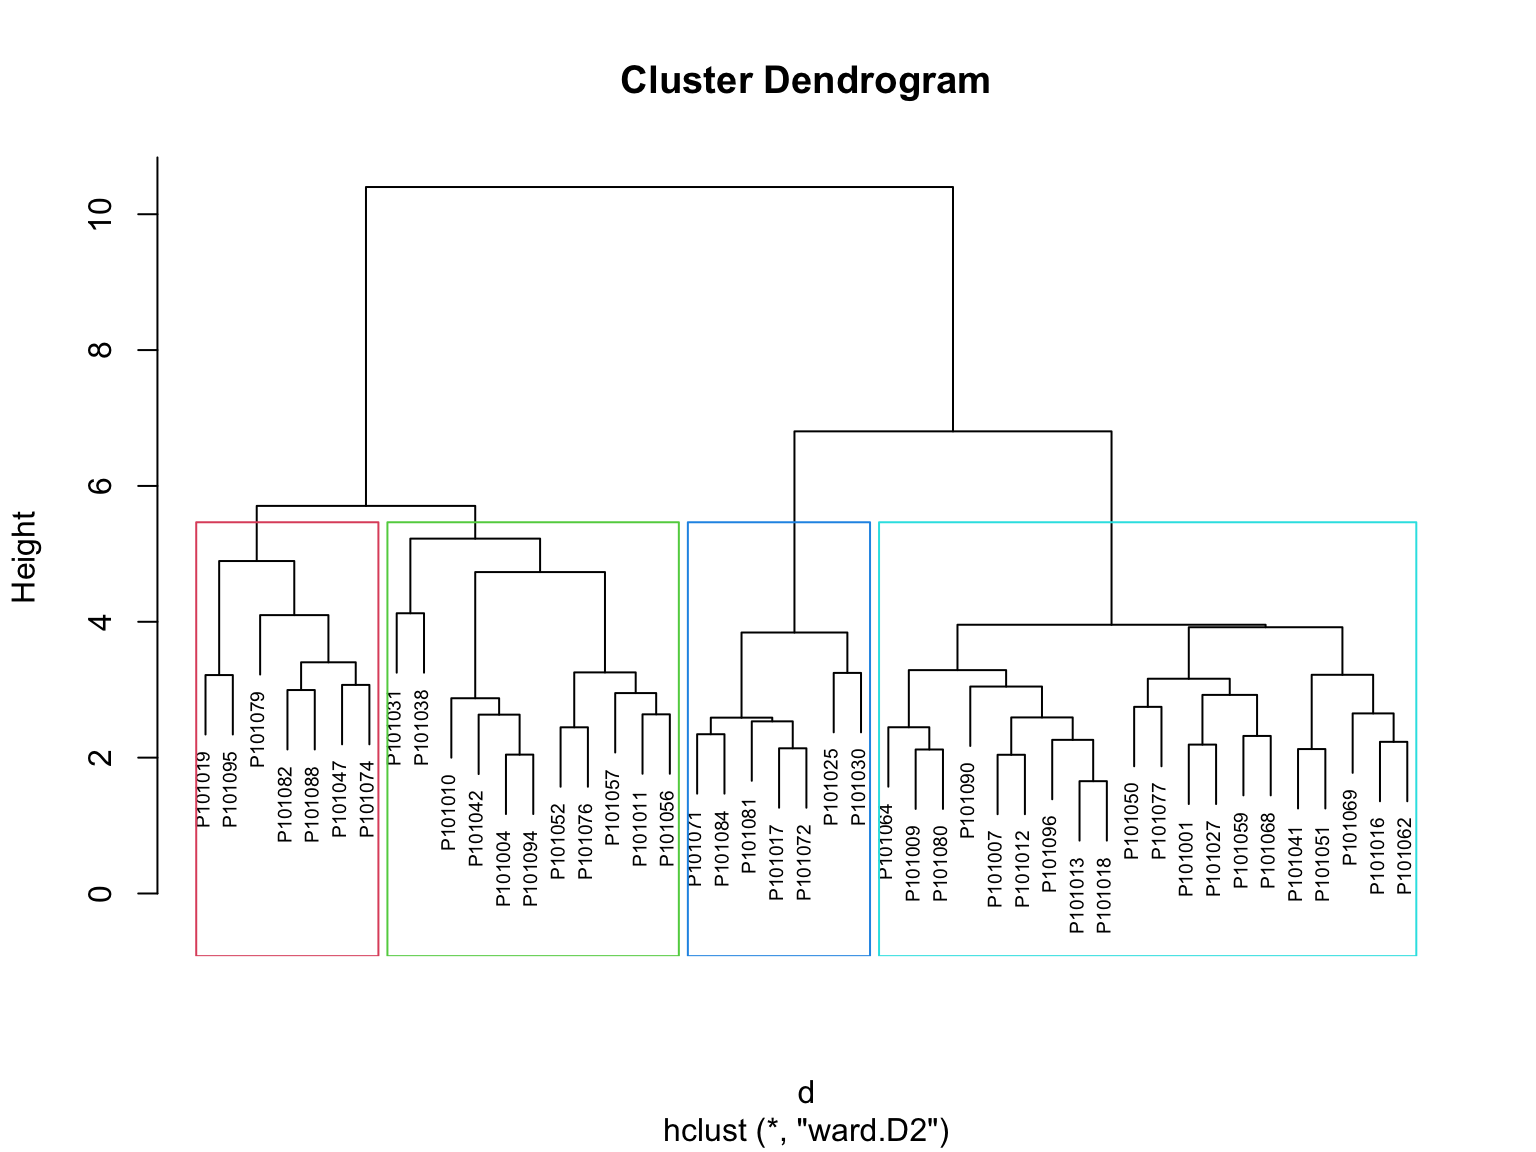 Cluster Dendrogram
Height
10
8
6
4
2
0
P101019
P101095
P101079
P101082
P101088
P101047
P101074
P101031
P101038
P101010
P101042
P101004
P101094
P101052
P101076
P101057
P101011
P101056
P101071
P101084
P101081
P101017
P101072
P101025
P101030
P101064
P101009
P101080
P101090
P101007
P101012
P101096
P101013
P101018
P101050
P101077
P101001
P101027
P101059
P101068
P101041
P101051
P101069
P101016
P101062
d
hclust (*, "ward.D2")